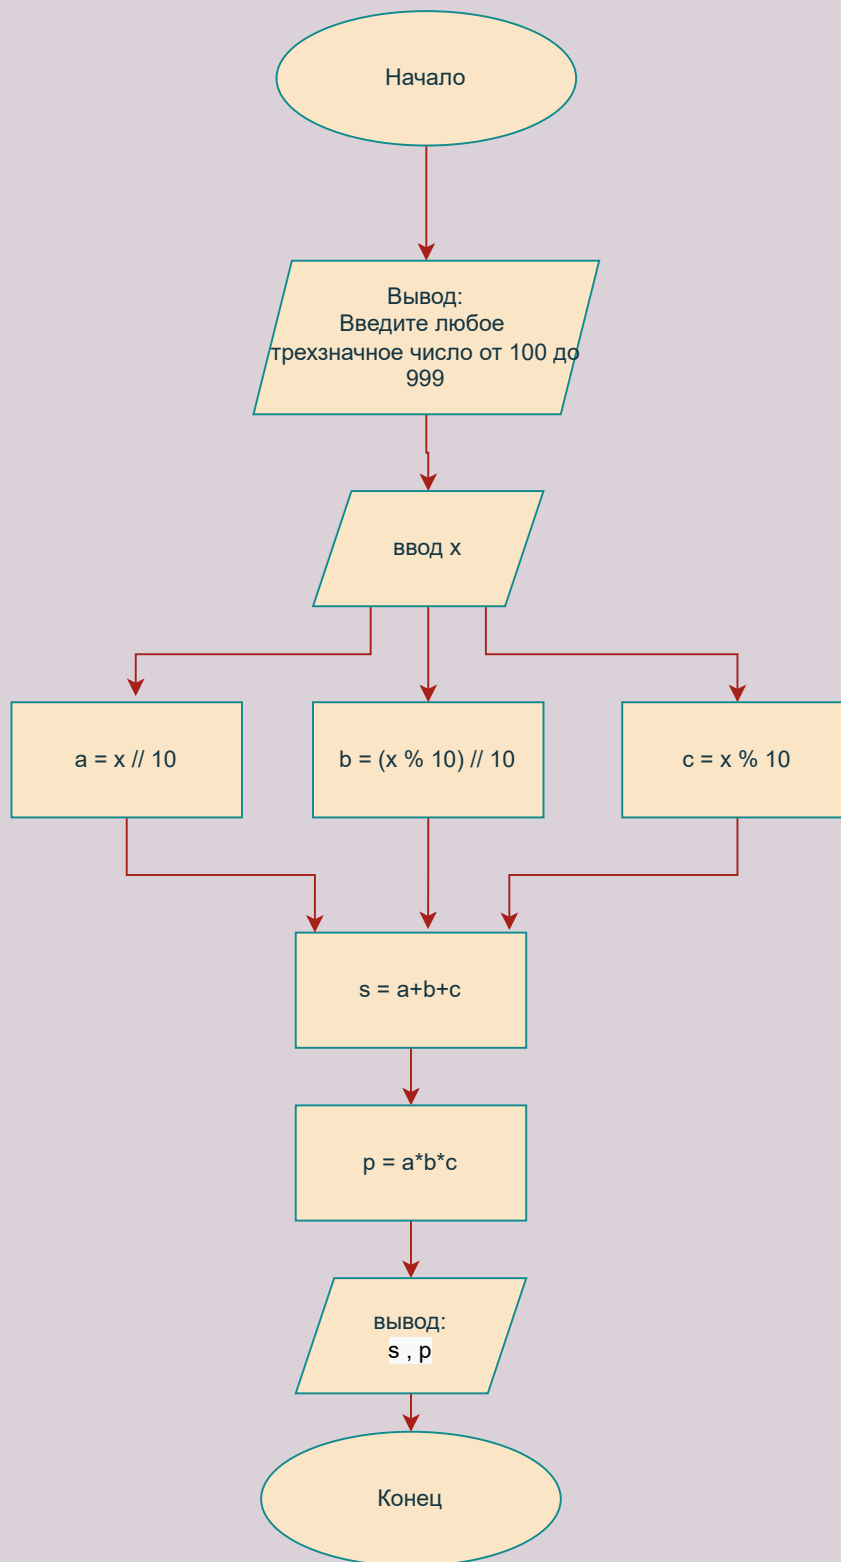 Начало
Вывод:
Введите любое
трехзначное число от 100 до
999
ввод x
a = x // 10
b = (x % 10) // 10
c = x % 10
s = a+b+c
p = a*b*c
вывод:
s , p
Конец